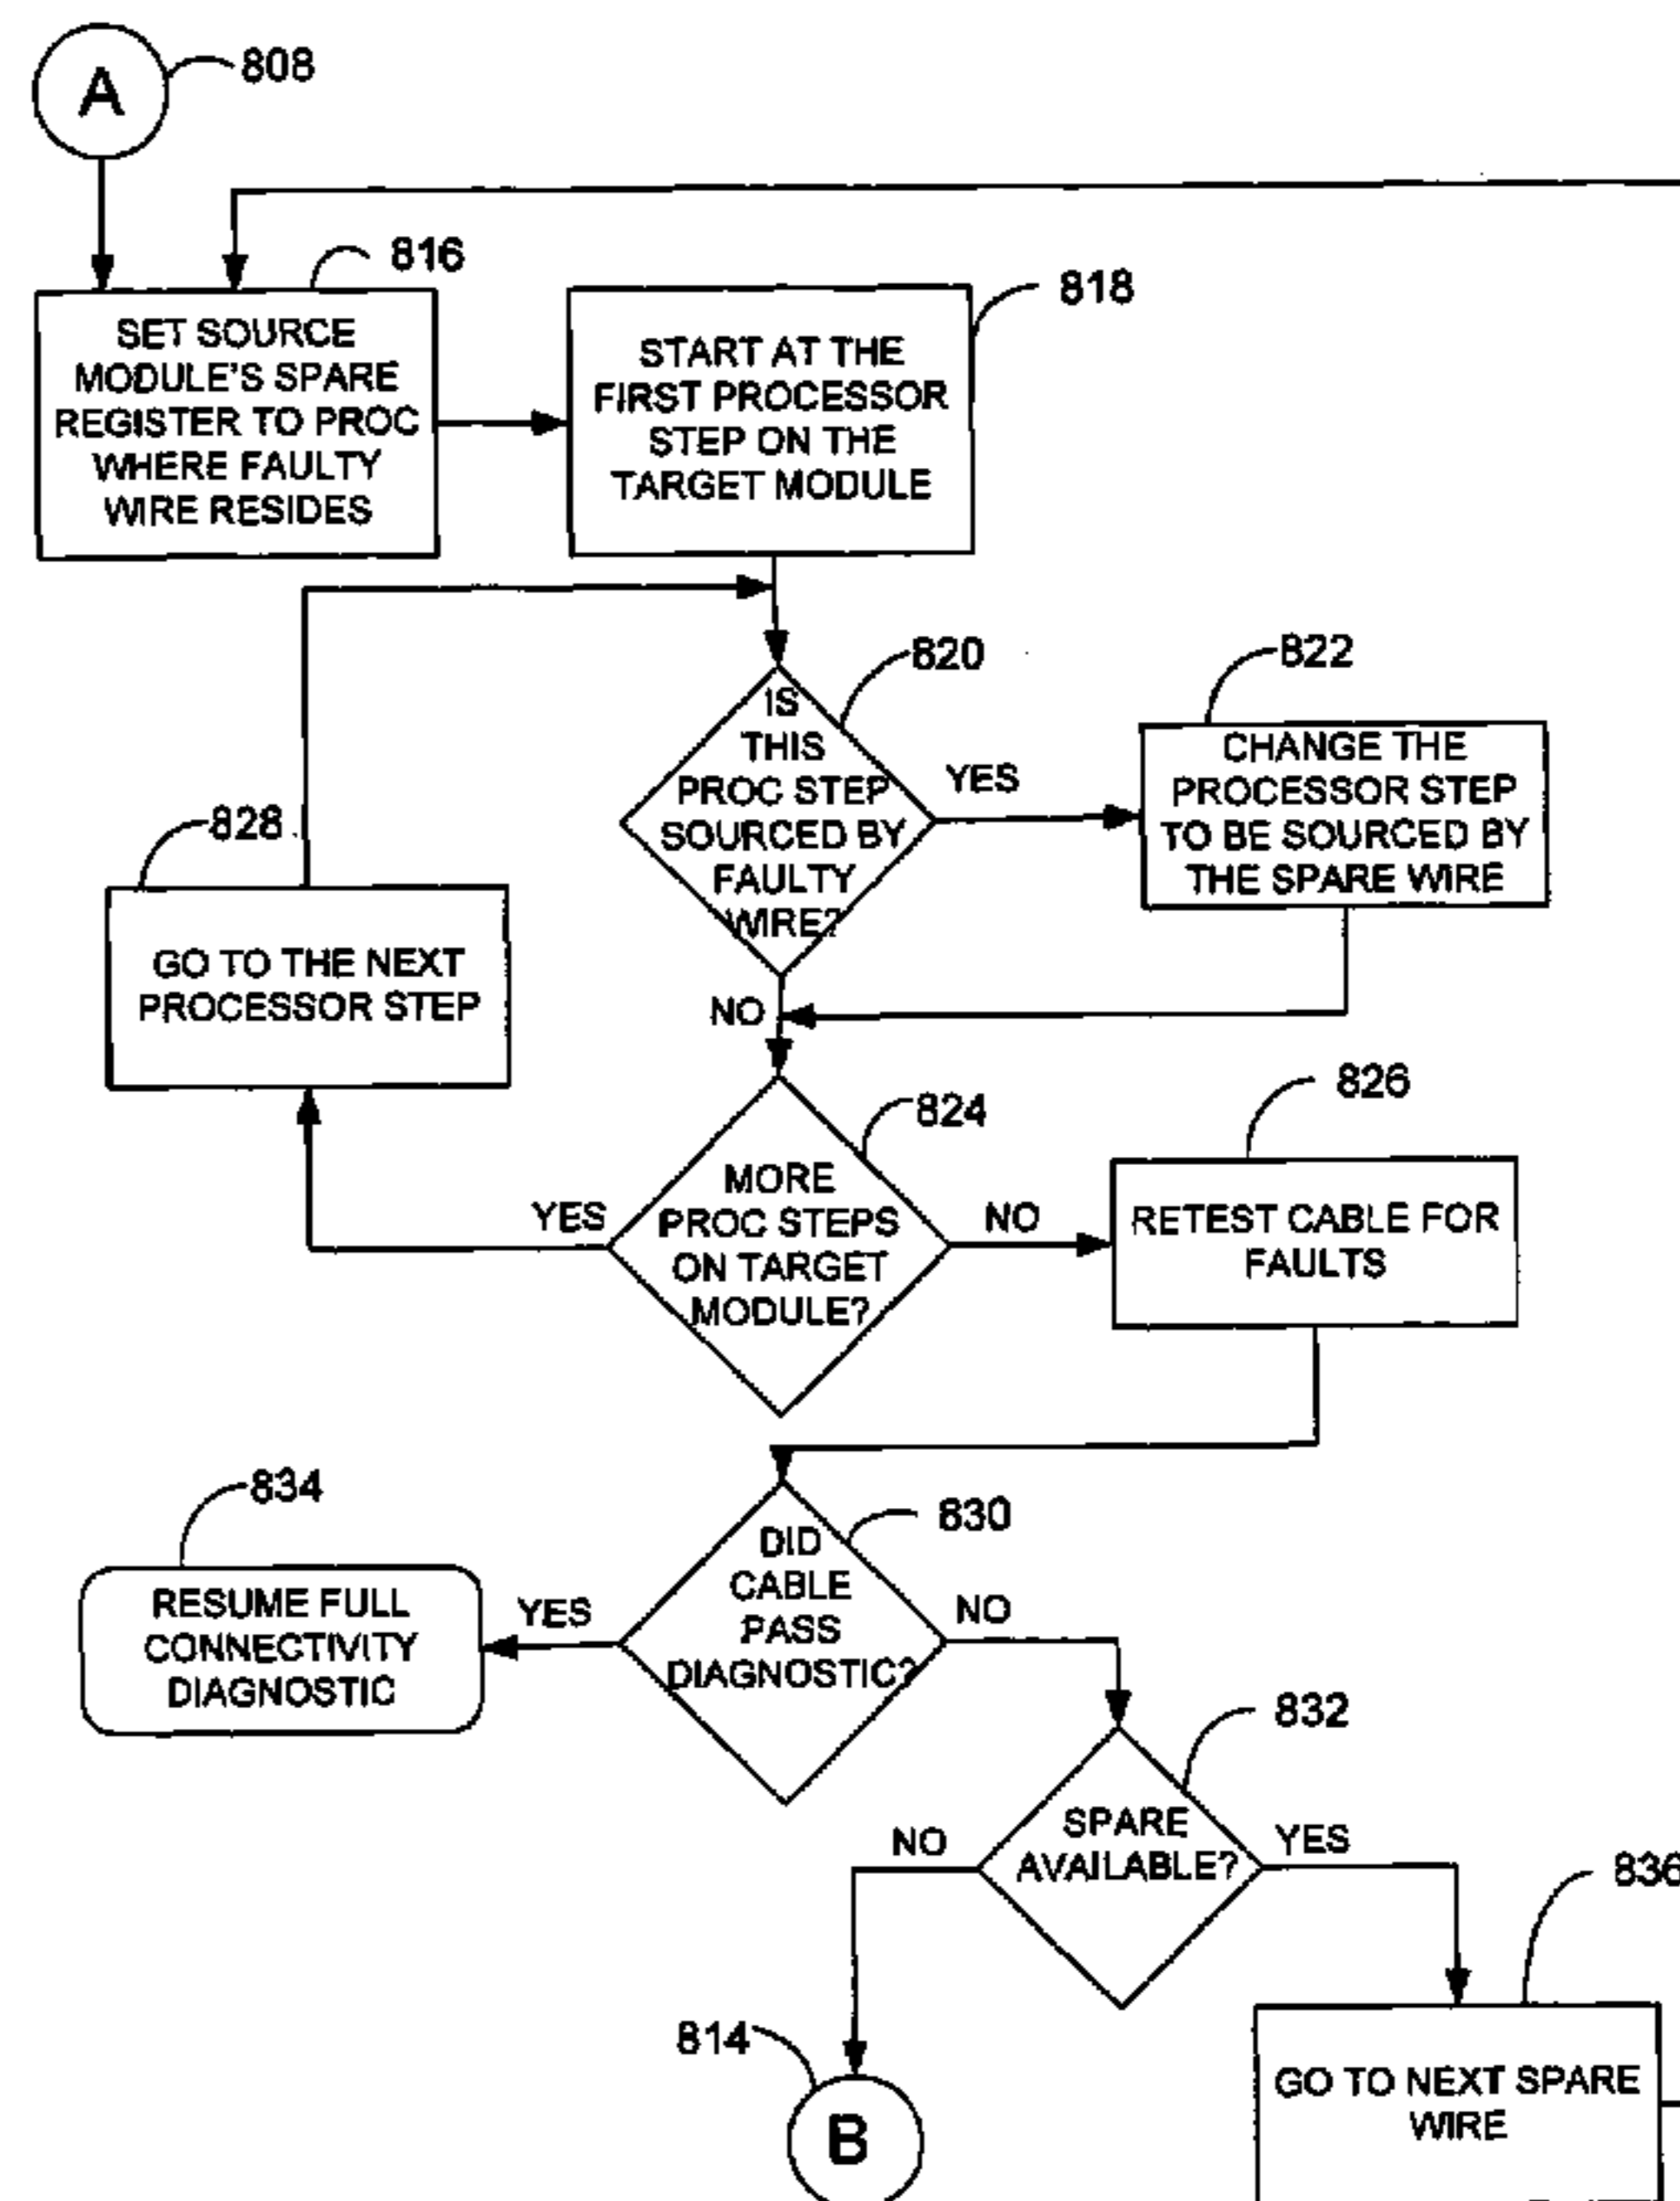 A
808
816
SET SOURCE
MODULE'S SPARE
REGISTER TO PROC
WHERE FAULTY
WIRE RESIDES
818
START AT THE
FIRST PROCESSOR
STEP ON THE
TARGET MODULE
820
IS
THIS
PROC STEP
SOURCED BY
FAULTY
WIRE?
YES
822
CHANGE THE
PROCESSOR STEP
TO BE SOURCED BY
THE SPARE WIRE
828
GO TO THE NEXT
PROCESSOR STEP
NO
824
MORE
PROC STEPS
ON TARGET
MODULE?
YES
NO
826
RETEST CABLE FOR
FAULTS
834
RESUME FULL
CONNECTIVITY
DIAGNOSTIC
YES
830
DID
CABLE
PASS
DIAGNOSTIC?
NO
832
SPARE
AVAILABLE?
NO
YES
836
814
B
GO TO NEXT SPARE
WIRE